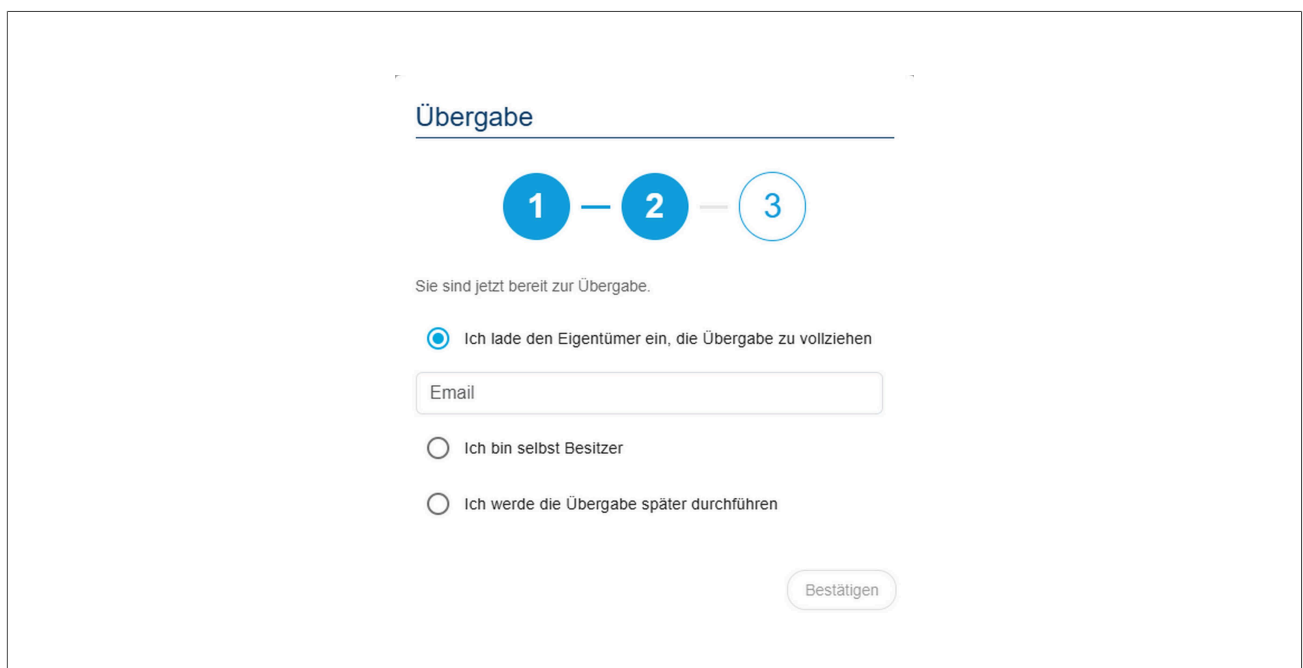 Übergabe
1
2
3
Sie sind jetzt bereit zur Übergabe.
Ich lade den Eigentümer ein, die Übergabe zu vollziehen
Email
Ich bin selbst Besitzer
Ich werde die Übergabe später durchführen
Bestätigen